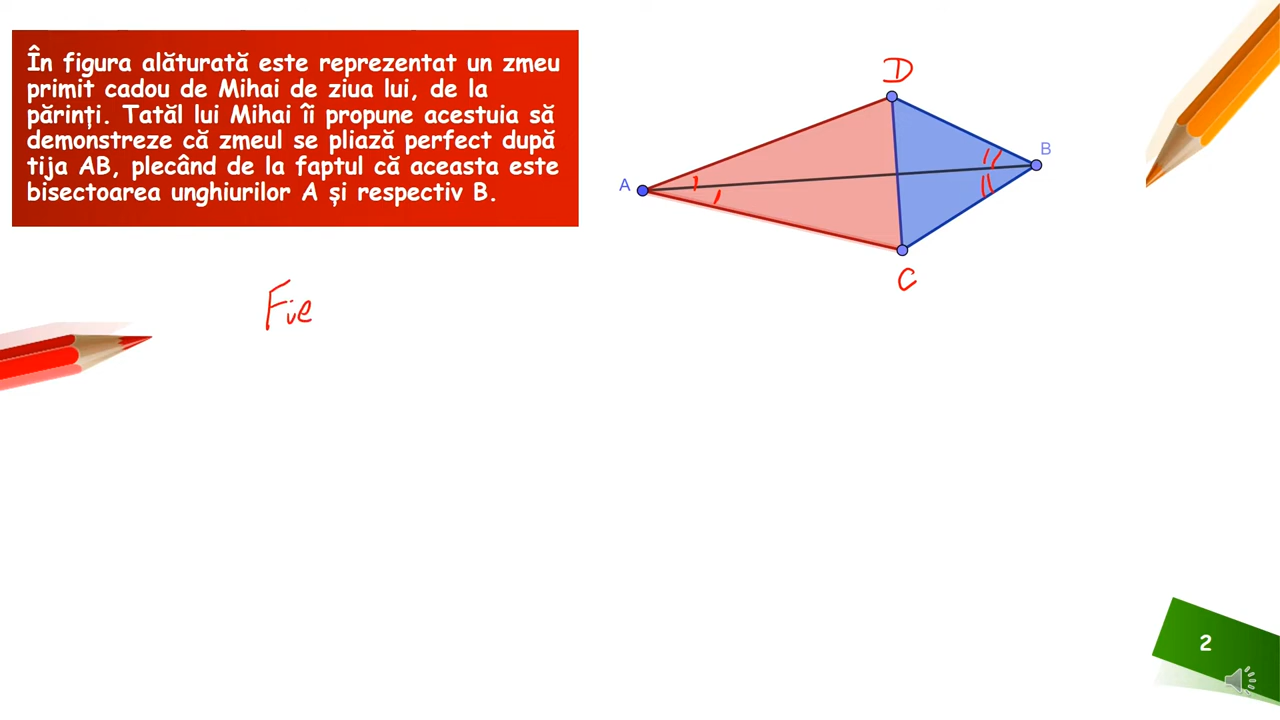 În figura alăturată este reprezentat un zmeu
primit cadou de Mihai de ziua lui, de la
părinți. Tatăl lui Mihai îi propune acestuia să
demonstreze că zmeul se pliază perfect după
tija AB, plecând de la faptul că aceasta este
bisectoarea unghiurilor A și respectiv B.
D
B
A
C
Fie
2